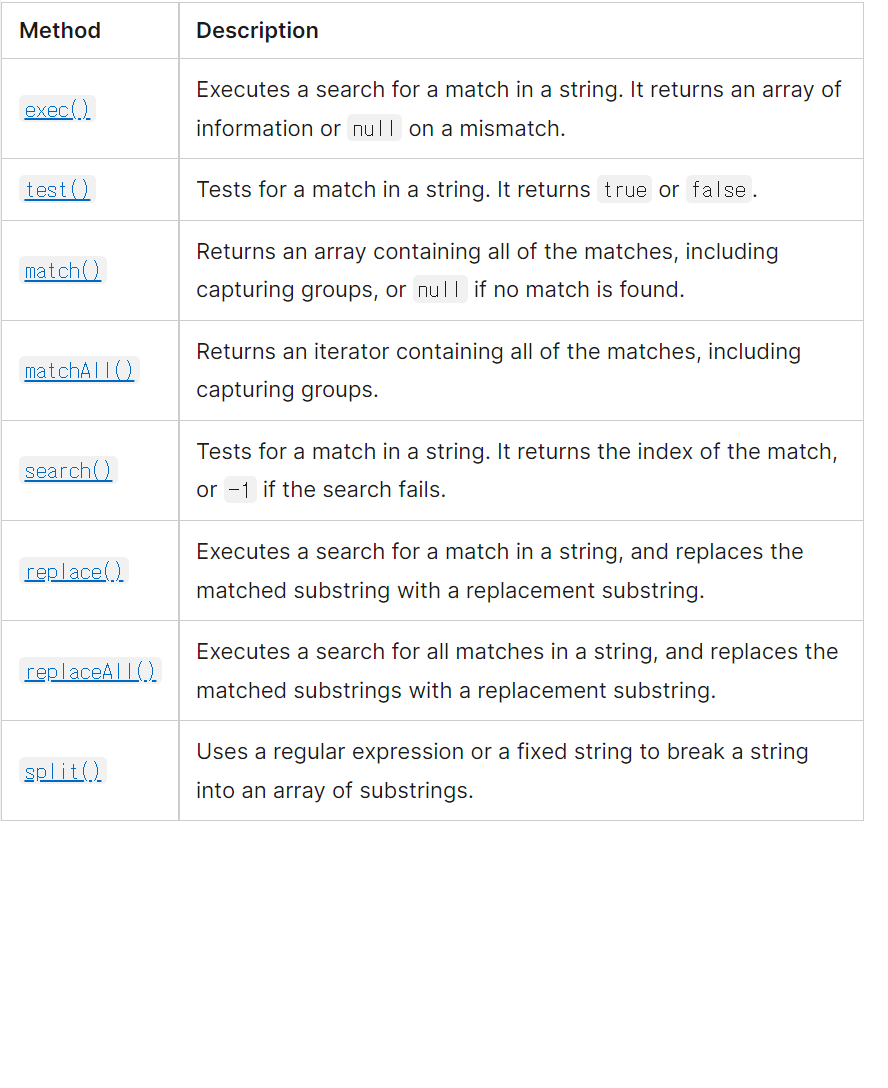 Method Description
exec() Executes a search for a match in a string. It returns an array of
information or null on a mismatch.
test() Tests for a match in a string. It returns true or false.
match() Returns an array containing all of the matches, including
capturing groups, or null if no match is found.
matchAll() Returns an iterator containing all of the matches, including
capturing groups.
search() Tests for a match in a string. It returns the index of the match,
or -1 if the search fails.
replace() Executes a search for a match in a string, and replaces the
matched substring with a replacement substring.
replaceAll() Executes a search for all matches in a string, and replaces the
matched substrings with a replacement substring.
split() Uses a regular expression or a fixed string to break a string
into an array of substrings.